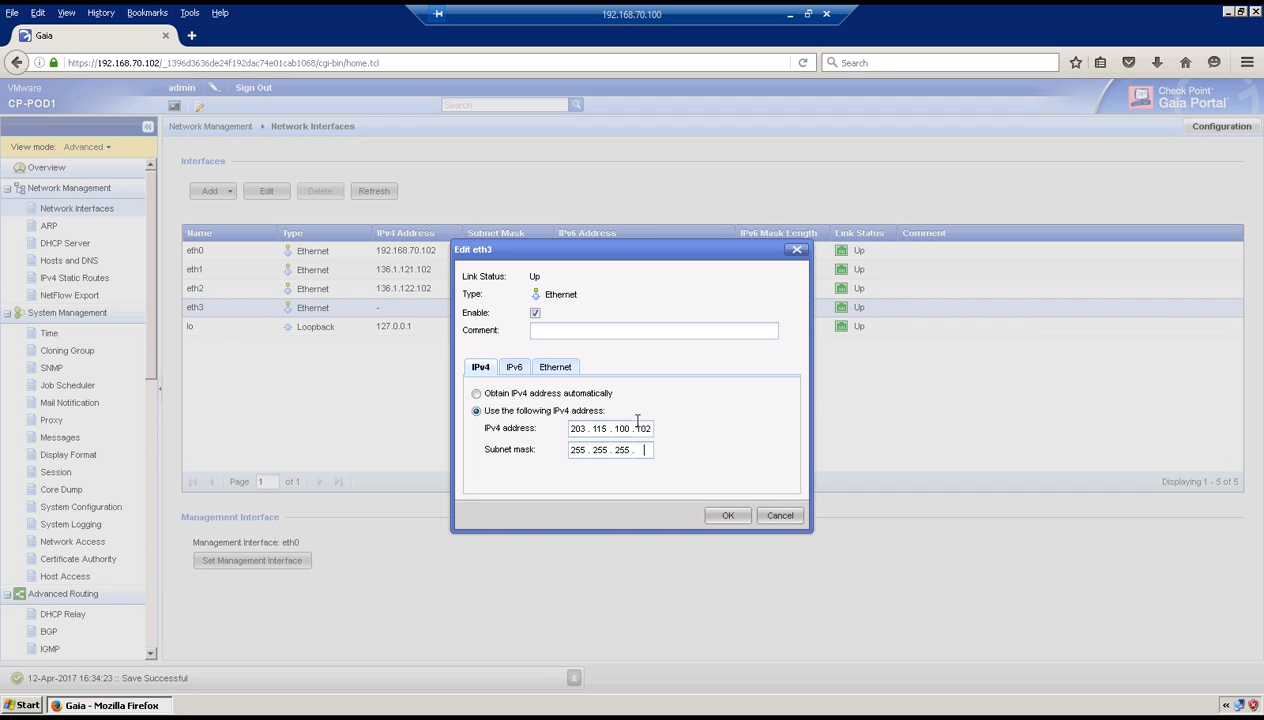 File Edit View History Bookmarks Tools Help
192.168.70.100
Gaia
https://192.168.70.102/_1396d3636de24f192dac74e01cab1068/cgi-bin/home.tcl
Search
VMware
CP-POD1
admin
Sign Out
Search
Check Point
Gaia Portal
Network Management Network Interfaces
Configuration
View mode: Advanced
Overview
Network Management
Network Interfaces
ARP
DHCP Server
Hosts and DNS
IPv4 Static Routes
NetFlow Export
System Management
Time
Cloning Group
SNMP
Job Scheduler
Mail Notification
Proxy
Messages
Display Format
Session
Core Dump
System Configuration
System Logging
Network Access
Certificate Authority
Host Access
Advanced Routing
DHCP Relay
BGP
IGMP
Interfaces
Add Edit Delete Refresh
Name Type IPv4 Address Subnet Mask IPv6 Address IPv6 Mask Length Link Status Comment
eth0 Ethernet 192.168.70.102 Up
eth1 Ethernet 136.1.121.102 Up
eth2 Ethernet 136.1.122.102 Up
eth3 Ethernet - Up
lo Loopback 127.0.0.1 Up
Edit eth3
Link Status: Up
Type: Ethernet
Enable:
Comment:
IPv4 IPv6 Ethernet
Obtain IPv4 address automatically
Use the following IPv4 address:
IPv4 address: 203 . 115 . 100 . 102
Subnet mask: 255 . 255 . 255 .
OK Cancel
Page 1 of 1
Displaying 1 - 5 of 5
Management Interface
Management Interface: eth0
Set Management Interface
12-Apr-2017 16:34:23 :: Save Successful
Start
Gaia - Mozilla Firefox